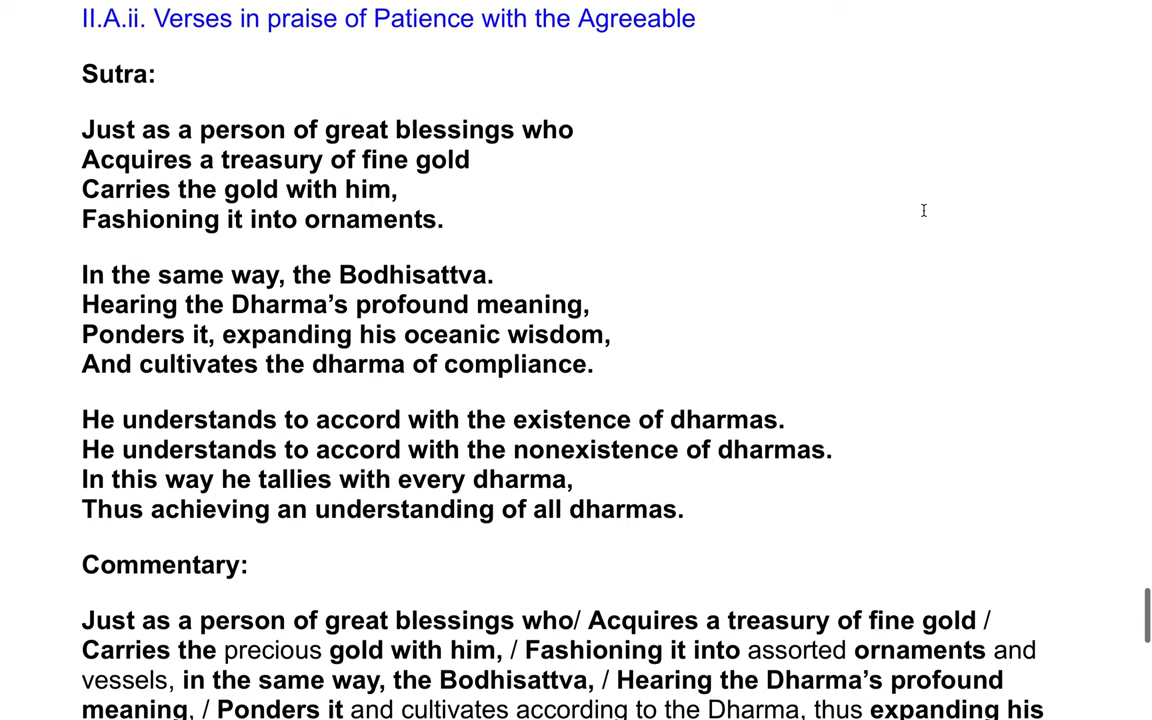 II.A.ii. Verses in praise of Patience with the Agreeable
Sutra:
Just as a person of great blessings who
Acquires a treasury of fine gold
Carries the gold with him,
Fashioning it into ornaments.
In the same way, the Bodhisattva.
Hearing the Dharma’s profound meaning,
Ponders it, expanding his oceanic wisdom,
And cultivates the dharma of compliance.
He understands to accord with the existence of dharmas.
He understands to accord with the nonexistence of dharmas.
In this way he tallies with every dharma,
Thus achieving an understanding of all dharmas.
Commentary:
Just as a person of great blessings who/ Acquires a treasury of fine gold /
Carries the precious gold with him, / Fashioning it into assorted ornaments and
vessels, in the same way, the Bodhisattva, / Hearing the Dharma’s profound
meaning, / Ponders it and cultivates according to the Dharma, thus expanding his